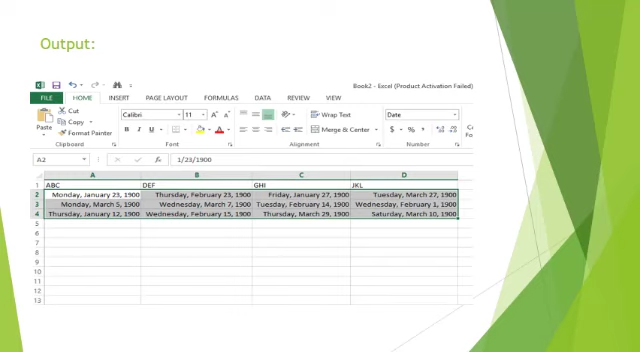 Output:
Book2 - Excel (Product Activation Failed)
FILE HOME INSERT PAGE LAYOUT FORMULAS DATA REVIEW VIEW
Cut
Copy
Format Painter
Paste
Clipboard
Calibri 11 A A
B I U A
Font
Wrap Text
Merge & Center
Alignment
Date
$ % ,
Number
A2 fx 1/23/1900
A B C D
1 ABC DEF GHI JKL
2 Monday, January 23, 1900 Thursday, February 23, 1900 Friday, January 27, 1900 Tuesday, March 27, 1900
3 Monday, March 5, 1900 Wednesday, March 7, 1900 Tuesday, February 14, 1900 Wednesday, February 1, 1900
4 Thursday, January 12, 1900 Wednesday, February 15, 1900 Thursday, March 29, 1900 Saturday, March 10, 1900
5
6
7
8
9
10
11
12
13